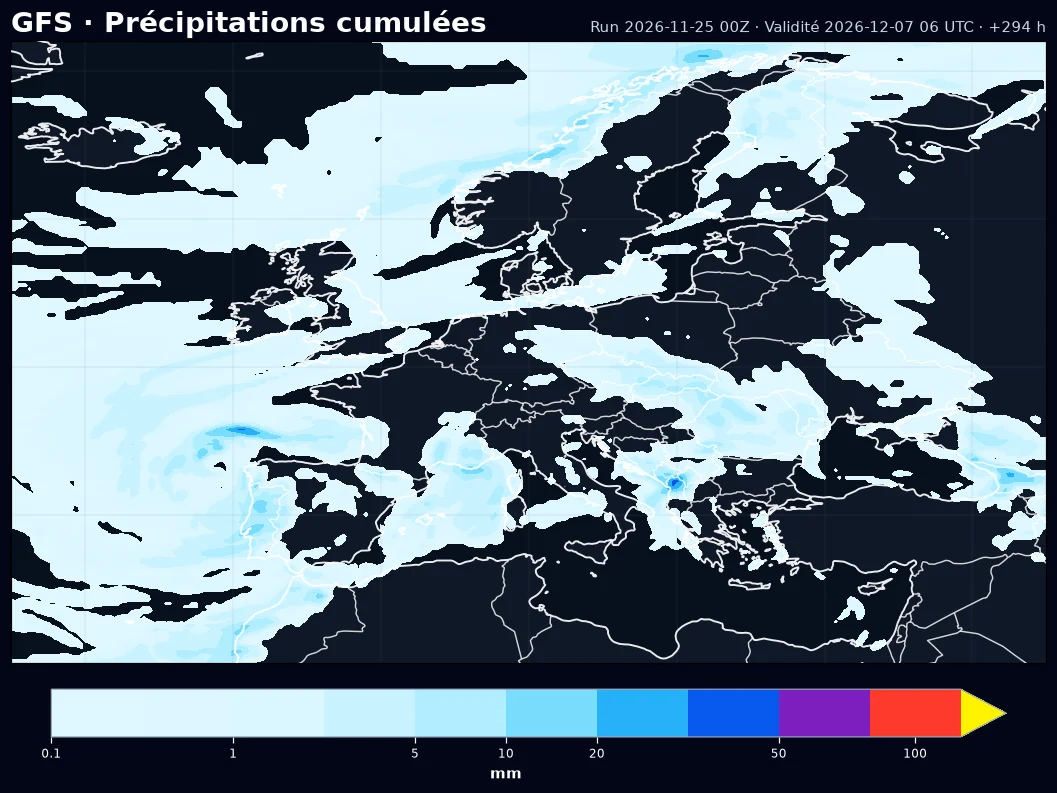 GFS · Précipitations cumulées
Run 2026-11-25 00Z · Validité 2026-12-07 06 UTC · +294 h
0.1 1 5 10 20 50 100
mm